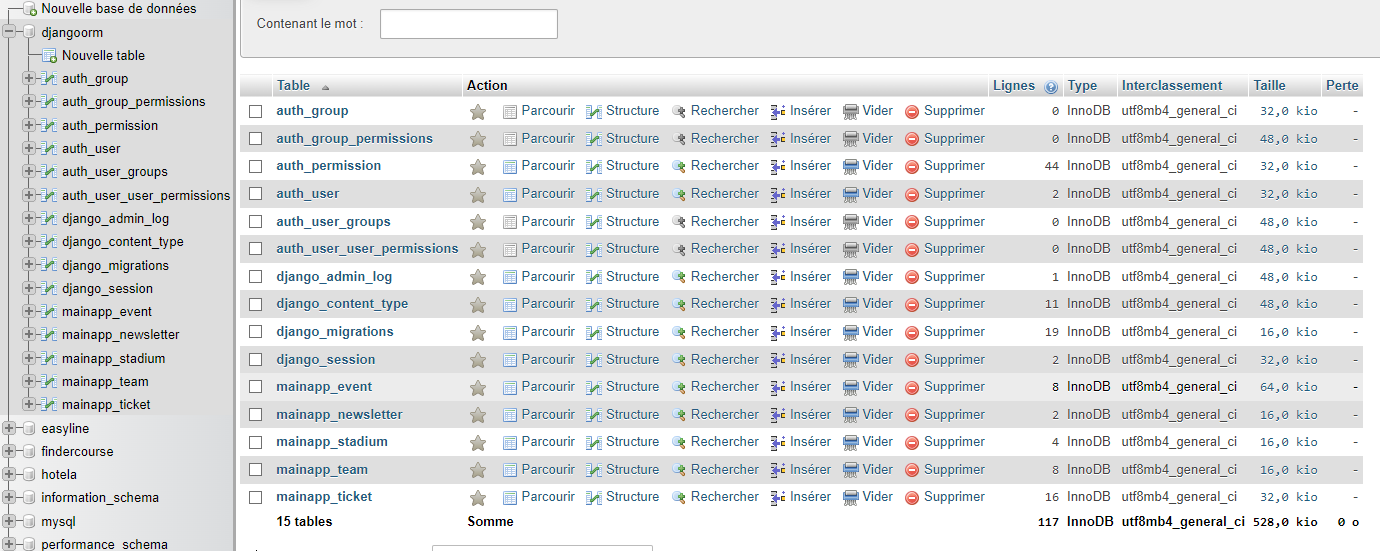 Nouvelle base de données
djangoorm
Nouvelle table
auth_group
auth_group_permissions
auth_permission
auth_user
auth_user_groups
auth_user_user_permissions
django_admin_log
django_content_type
django_migrations
django_session
mainapp_event
mainapp_newsletter
mainapp_stadium
mainapp_team
mainapp_ticket
easyline
findercourse
hotela
information_schema
mysql
performance_schema
Contenant le mot :
Table Action Lignes Type Interclassement Taille Perte
auth_group Parcourir Structure Rechercher Insérer Vider Supprimer 0 InnoDB utf8mb4_general_ci 32,0 kio -
auth_group_permissions Parcourir Structure Rechercher Insérer Vider Supprimer 0 InnoDB utf8mb4_general_ci 48,0 kio -
auth_permission Parcourir Structure Rechercher Insérer Vider Supprimer 44 InnoDB utf8mb4_general_ci 32,0 kio -
auth_user Parcourir Structure Rechercher Insérer Vider Supprimer 2 InnoDB utf8mb4_general_ci 32,0 kio -
auth_user_groups Parcourir Structure Rechercher Insérer Vider Supprimer 0 InnoDB utf8mb4_general_ci 48,0 kio -
auth_user_user_permissions Parcourir Structure Rechercher Insérer Vider Supprimer 0 InnoDB utf8mb4_general_ci 48,0 kio -
django_admin_log Parcourir Structure Rechercher Insérer Vider Supprimer 1 InnoDB utf8mb4_general_ci 48,0 kio -
django_content_type Parcourir Structure Rechercher Insérer Vider Supprimer 11 InnoDB utf8mb4_general_ci 48,0 kio -
django_migrations Parcourir Structure Rechercher Insérer Vider Supprimer 19 InnoDB utf8mb4_general_ci 16,0 kio -
django_session Parcourir Structure Rechercher Insérer Vider Supprimer 2 InnoDB utf8mb4_general_ci 32,0 kio -
mainapp_event Parcourir Structure Rechercher Insérer Vider Supprimer 8 InnoDB utf8mb4_general_ci 64,0 kio -
mainapp_newsletter Parcourir Structure Rechercher Insérer Vider Supprimer 2 InnoDB utf8mb4_general_ci 16,0 kio -
mainapp_stadium Parcourir Structure Rechercher Insérer Vider Supprimer 4 InnoDB utf8mb4_general_ci 16,0 kio -
mainapp_team Parcourir Structure Rechercher Insérer Vider Supprimer 8 InnoDB utf8mb4_general_ci 16,0 kio -
mainapp_ticket Parcourir Structure Rechercher Insérer Vider Supprimer 16 InnoDB utf8mb4_general_ci 32,0 kio -
15 tables Somme 117 InnoDB utf8mb4_general_ci 528,0 kio 0 o